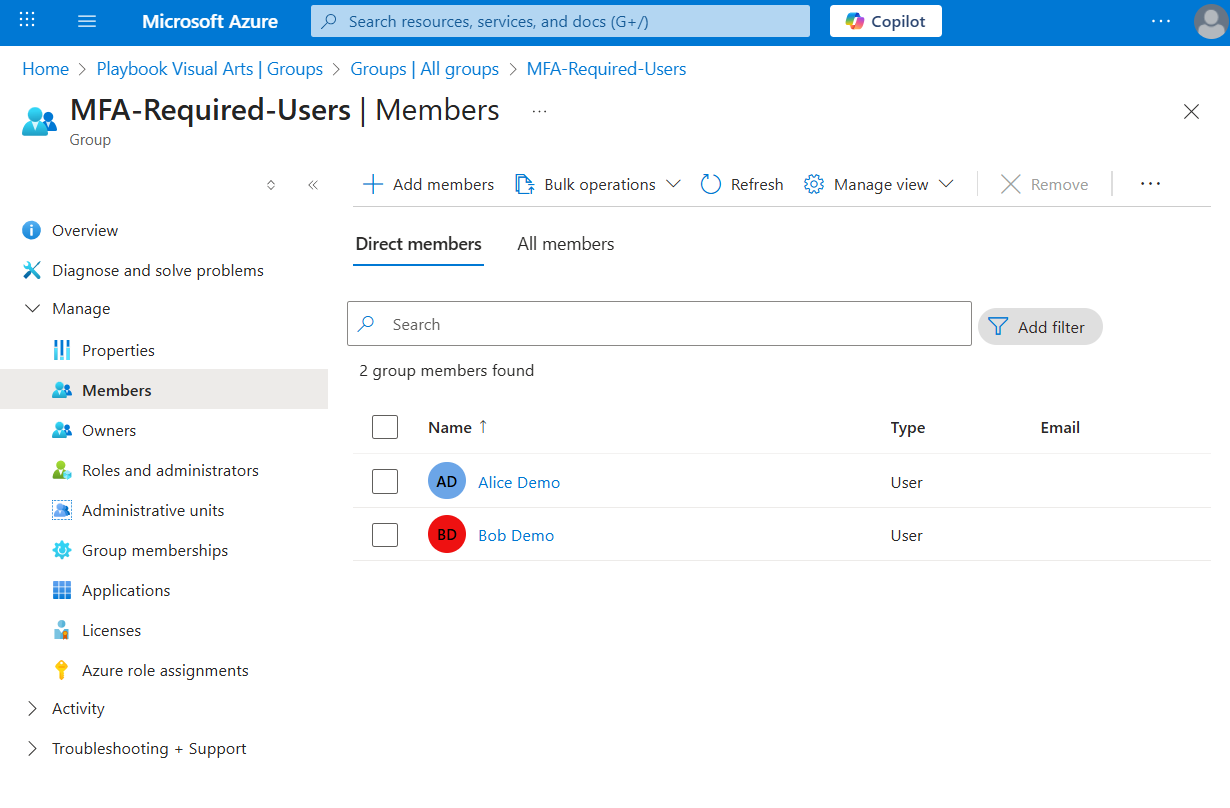 Microsoft Azure
Search resources, services, and docs (G+/)
Copilot
Home > Playbook Visual Arts | Groups > Groups | All groups > MFA-Required-Users
MFA-Required-Users | Members
Group
Add members
Bulk operations
Refresh
Manage view
Remove
Overview
Diagnose and solve problems
Manage
Properties
Members
Owners
Roles and administrators
Administrative units
Group memberships
Applications
Licenses
Azure role assignments
Activity
Troubleshooting + Support
Direct members
All members
Search
Add filter
2 group members found
Name ↑ Type Email
AD Alice Demo User
BD Bob Demo User